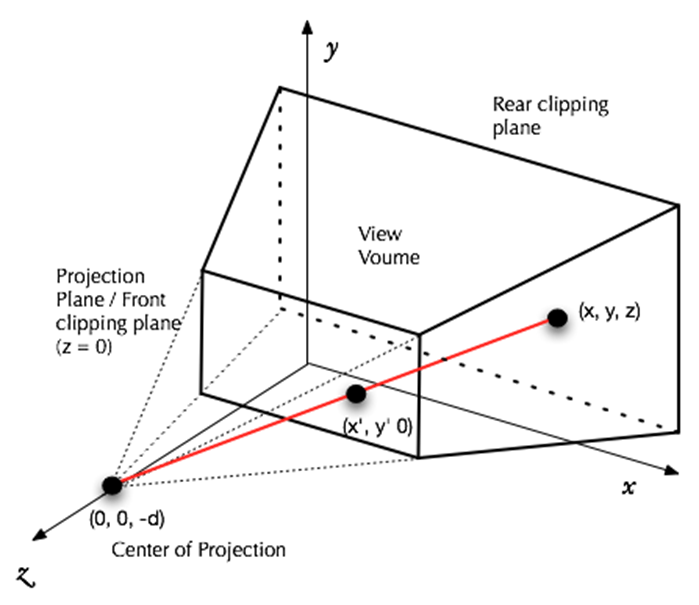 y
Rear clipping
plane
View
Voume
Projection
Plane / Front
clipping plane
(z = 0)
(x, y, z)
(x', y' 0)
x
(0, 0, -d)
Center of Projection
z